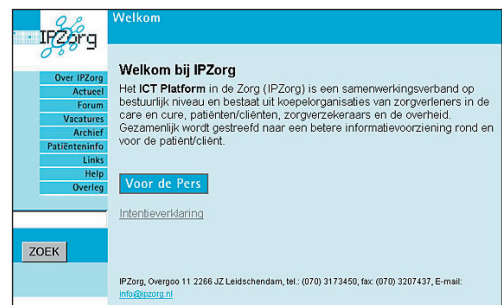 IPZorg
Welkom
Over IPZorg
Actueel
Forum
Vacatures
Archief
Patiënteninfo
Links
Help
Overleg
ZOEK
Welkom bij IPZorg
Het ICT Platform in de Zorg (IPZorg) is een samenwerkingsverband op
bestuurlijk niveau en bestaat uit koepelorganisaties van zorgverleners in de
care en cure, patiënten/cliënten, zorgverzekeraars en de overheid.
Gezamenlijk wordt gestreefd naar een betere informatievoorziening rond en
voor de patiënt/cliënt.
Voor de Pers
Intentieverklaring
IPZorg, Overgoo 11 2266 JZ Leidschendam, tel.: (070) 3173450, fax: (070) 3207437, E-mail:
info@ipzorg.nl